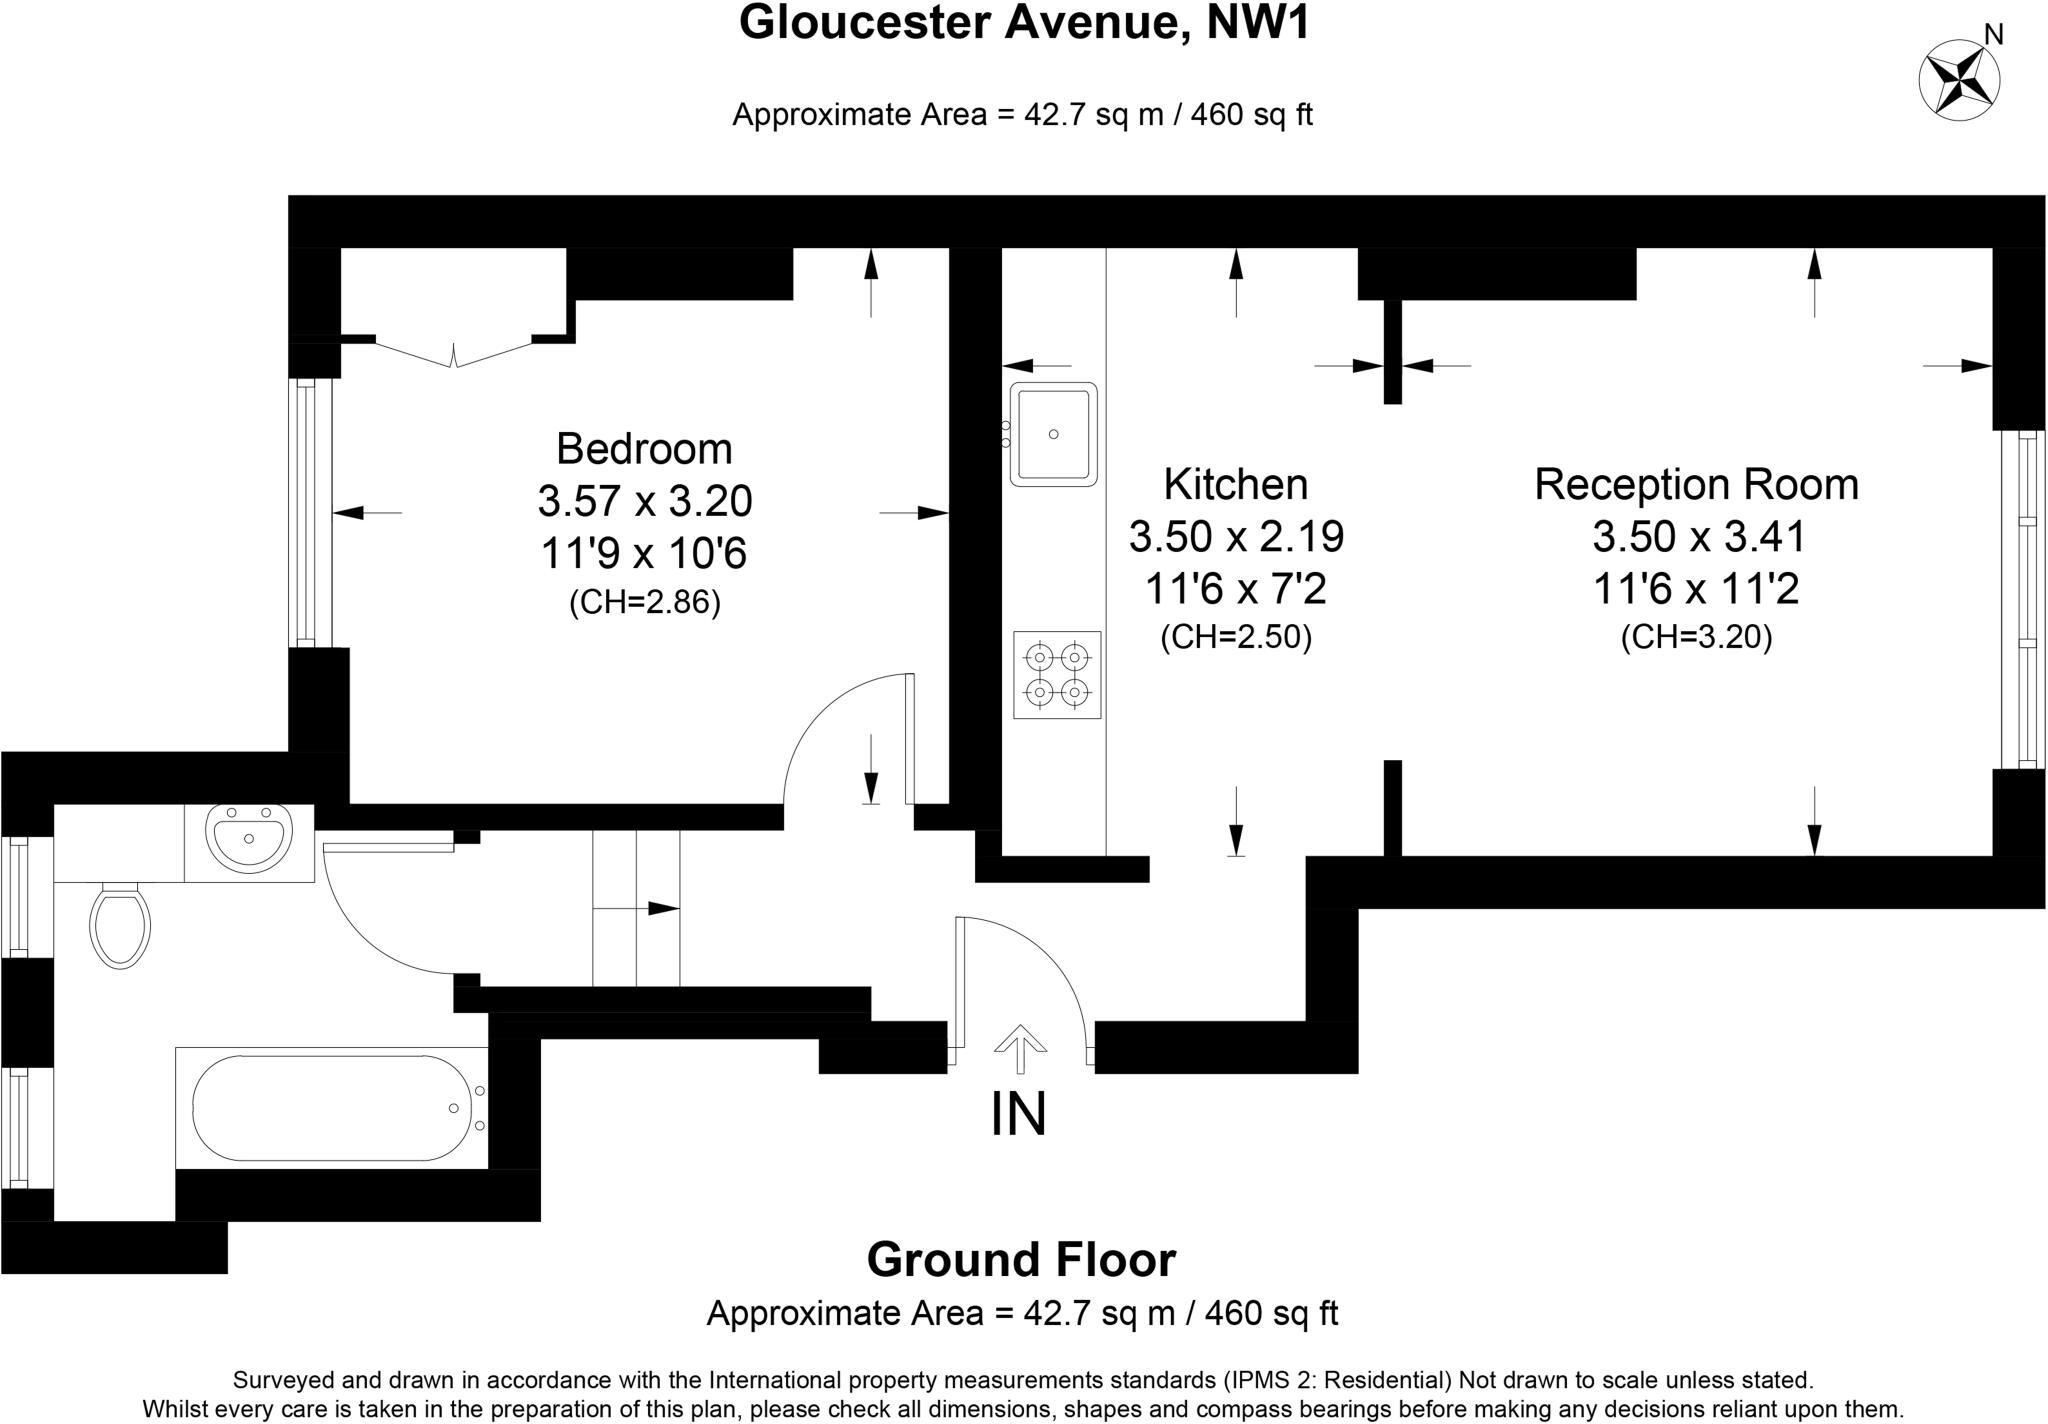 Gloucester Avenue, NW1
N
Approximate Area = 42.7 sq m / 460 sq ft
Bedroom
3.57 x 3.20
11'9 x 10'6
(CH=2.86)
Kitchen
3.50 x 2.19
11'6 x 7'2
(CH=2.50)
Reception Room
3.50 x 3.41
11'6 x 11'2
(CH=3.20)
IN
Ground Floor
Approximate Area = 42.7 sq m / 460 sq ft
Surveyed and drawn in accordance with the International property measurements standards (IPMS 2: Residential) Not drawn to scale unless stated.
Whilst every care is taken in the preparation of this plan, please check all dimensions, shapes and compass bearings before making any decisions reliant upon them.